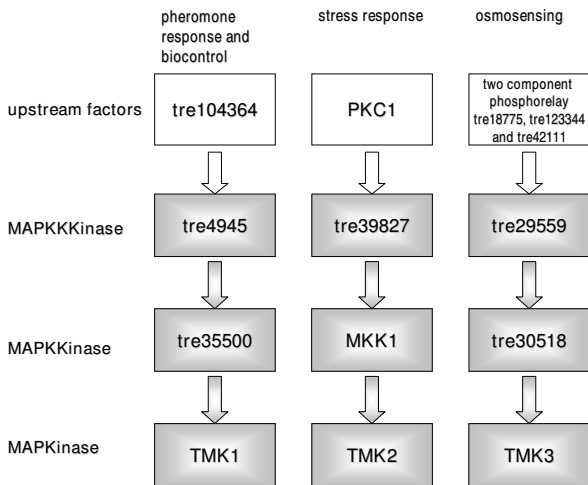 pheromone
response and
biocontrol
stress response
osmosensing
upstream factors
tre104364
PKC1
two component
phosphorelay
tre18775, tre123344
and tre42111
MAPKKKinase
tre4945
tre39827
tre29559
MAPKKinase
tre35500
MKK1
tre30518
MAPKinase
TMK1
TMK2
TMK3